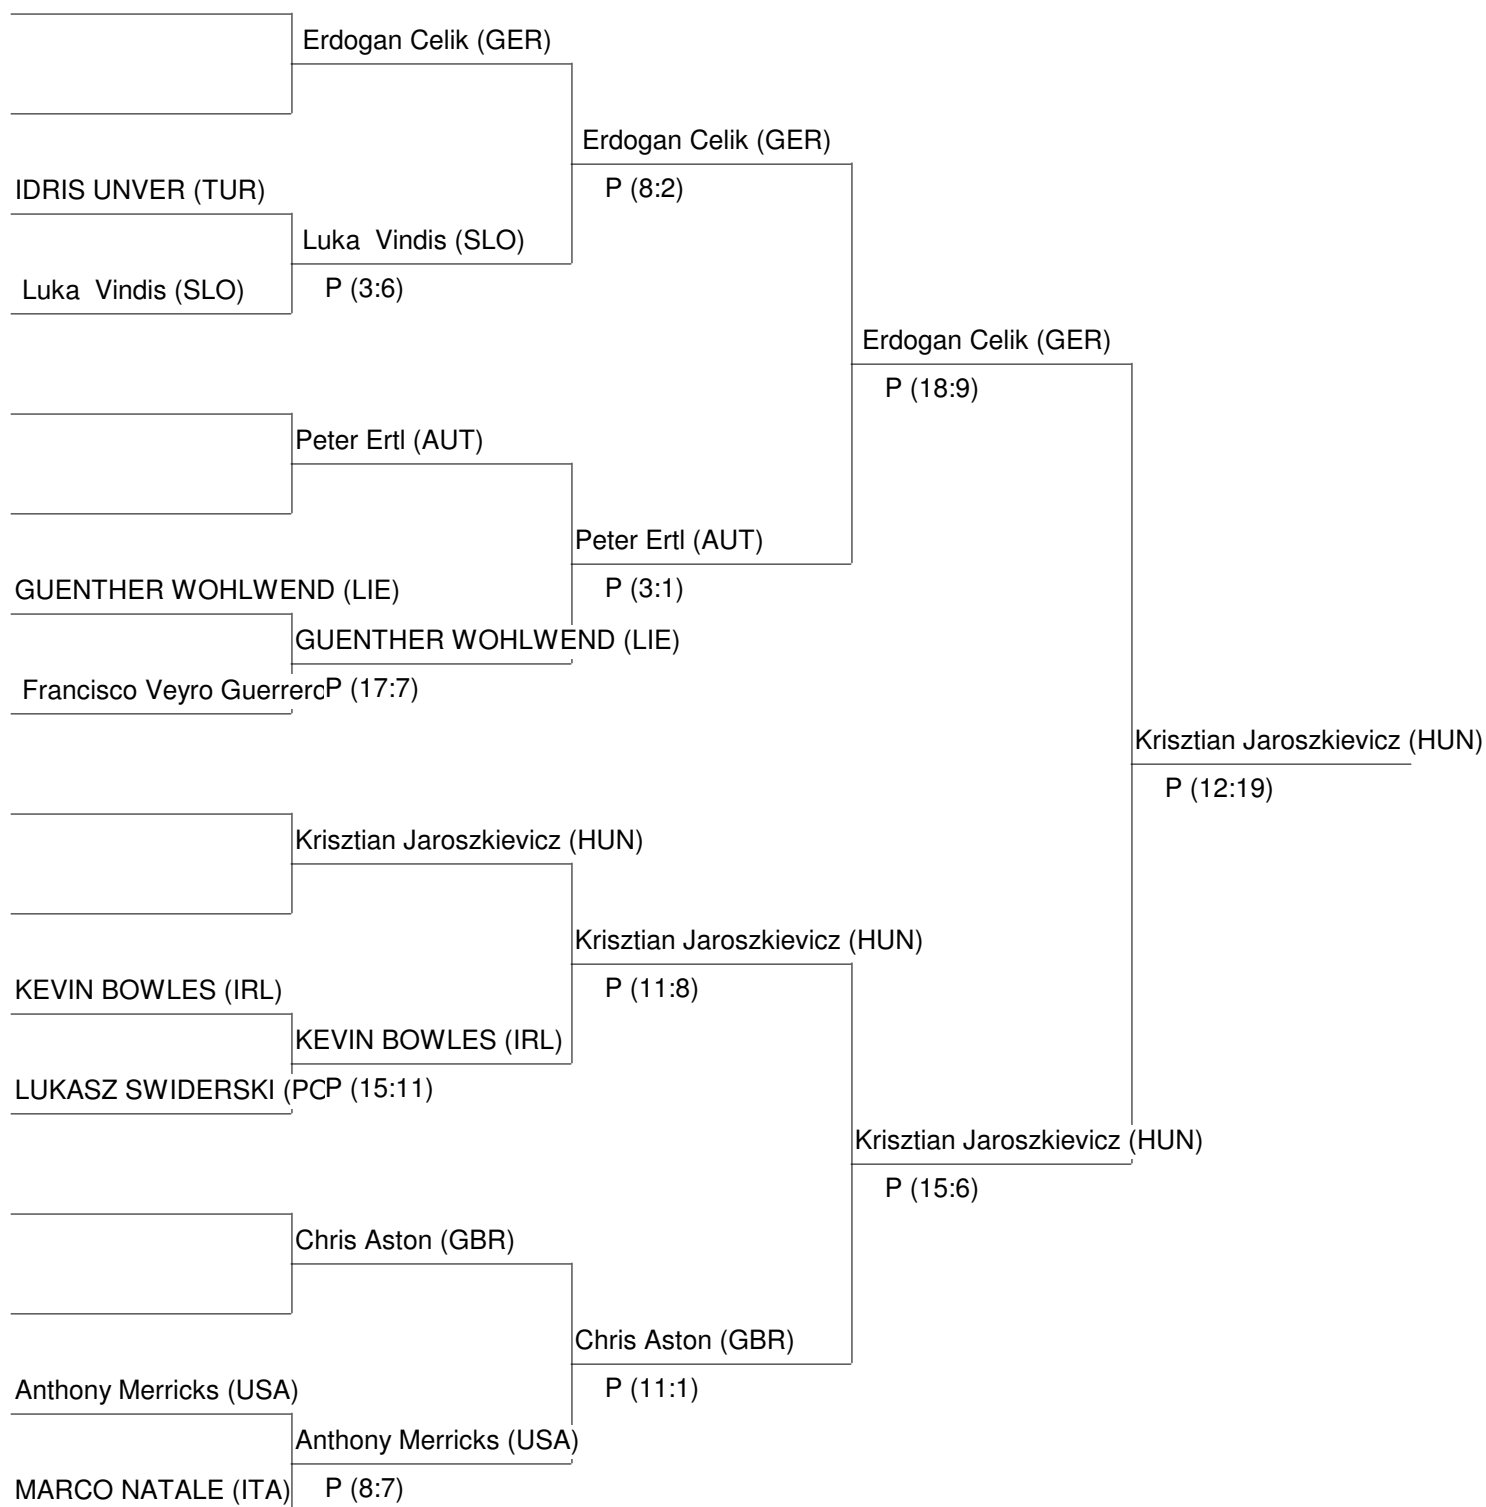 Erdogan Celik (GER)
Erdogan Celik (GER)
IDRIS UNVER (TUR)
P (8:2)
Luka Vindis (SLO)
Luka Vindis (SLO)
P (3:6)
Erdogan Celik (GER)
P (18:9)
Peter Ertl (AUT)
Peter Ertl (AUT)
GUENTHER WOHLWEND (LIE)
P (3:1)
GUENTHER WOHLWEND (LIE)
Francisco Veyro Guerrero
P (17:7)
Krisztian Jaroszkievicz (HUN)
P (12:19)
Krisztian Jaroszkievicz (HUN)
Krisztian Jaroszkievicz (HUN)
KEVIN BOWLES (IRL)
P (11:8)
KEVIN BOWLES (IRL)
LUKASZ SWIDERSKI (PO
P (15:11)
Krisztian Jaroszkievicz (HUN)
P (15:6)
Chris Aston (GBR)
Chris Aston (GBR)
Anthony Merricks (USA)
P (11:1)
Anthony Merricks (USA)
MARCO NATALE (ITA)
P (8:7)